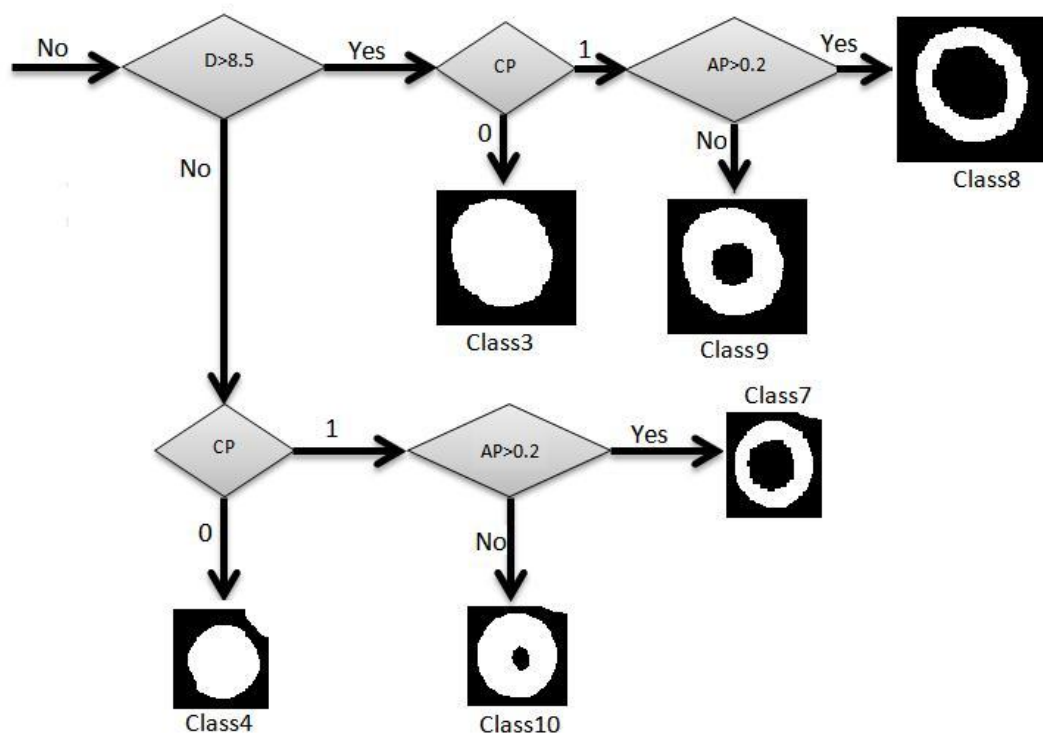 No
D>8.5
Yes
CP
1
AP>0.2
Yes
0
No
No
Class8
Class3
Class9
Class7
CP
1
AP>0.2
Yes
0
No
Class4
Class10